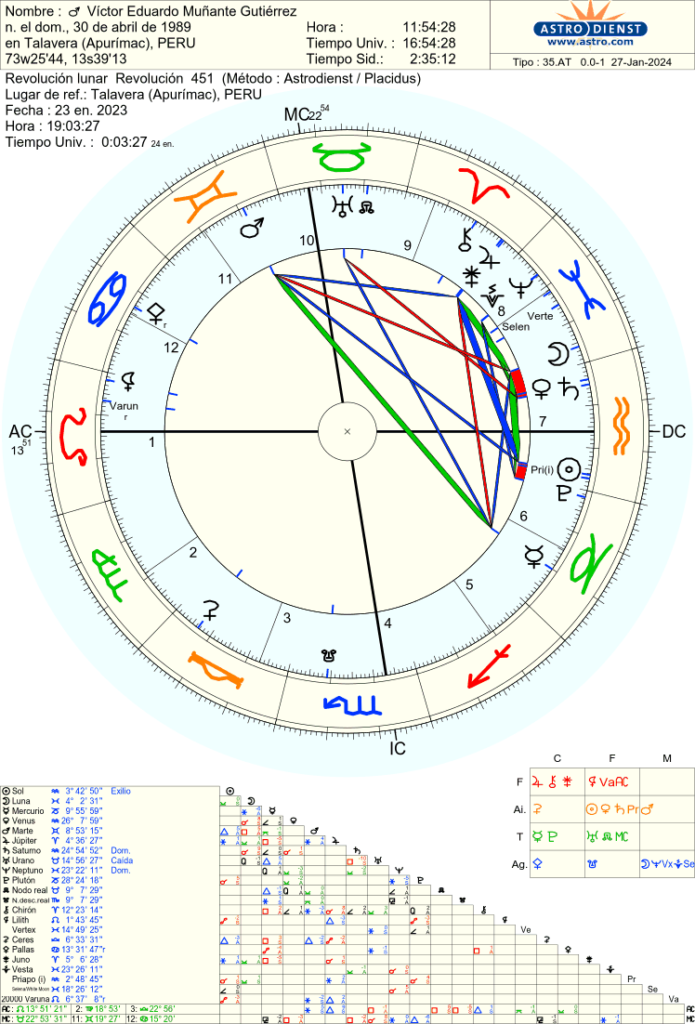 Nombre : ♂ Víctor Eduardo Muñante Gutiérrez
n. el dom., 30 de abril de 1989 Hora : 11:54:28
en Talavera (Apurímac), PERU Tiempo Univ. : 16:54:28
73w25'44, 13s39'13 Tiempo Sid.: 2:35:12
ASTRO DIENST
www.astro.com
Tipo : 35.AT 0.0-1 27-Jan-2024
Revolución lunar Revolución 451 (Método : Astrodienst / Placidus)
Lugar de ref.: Talavera (Apurímac), PERU
Fecha : 23 en. 2023
Hora : 19:03:27
Tiempo Univ. : 0:03:27 24 en.
MC 22 54
10
9
11
8
Verte
Selen
12
Varun
r
AC
13 51
1
7
DC
Pri(i)
6
2
5
3
4
IC
C F M
F ♃ ⚷ ⚵ ⚸ Va AC
Ai. ⚳ ☉ ♀ ♄ Pr ♂
T ☿ ♇ ♅ ☊ MC
Ag. ⚴ ☋ ☽ ♆ Vx ⚶ Se
Sol ♒ 3° 42' 50" Exilio
Luna ♓ 4° 2' 31"
Mercurio ♑ 9° 55' 59"
Venus ♒ 26° 7' 59"
Marte ♊ 8° 53' 15"
Júpiter ♈ 4° 36' 27"
Saturno ♒ 24° 54' 52" Dom.
Urano ♉ 14° 56' 27" Caída
Neptuno ♓ 23° 22' 11" Dom.
Plutón ♑ 28° 24' 18"
Nodo real ♉ 9° 7' 29"
N.desc.real ♏ 9° 7' 29"
Chirón ♈ 12° 23' 14"
Lilith ♌ 1° 43' 45"
Vertex ♓ 14° 49' 25"
Ceres ♎ 6° 33' 31"
Pallas ♋ 13° 31' 47" r
Juno ♈ 5° 6' 28"
Vesta ♓ 23° 26' 11"
Priapo (i) ♒ 2° 46' 45"
Selena/White Moon ♓ 18° 26' 12"
20000 Varuna ♌ 6° 37' 8" r
AC: ♌ 13° 51' 21" 2: ♍ 18° 53' 3: ♎ 22° 56'
MC: ♉ 22° 53' 31" 11: ♊ 19° 27' 12: ♋ 15° 20'
Ve
Pr
Se
Va
AC
MC